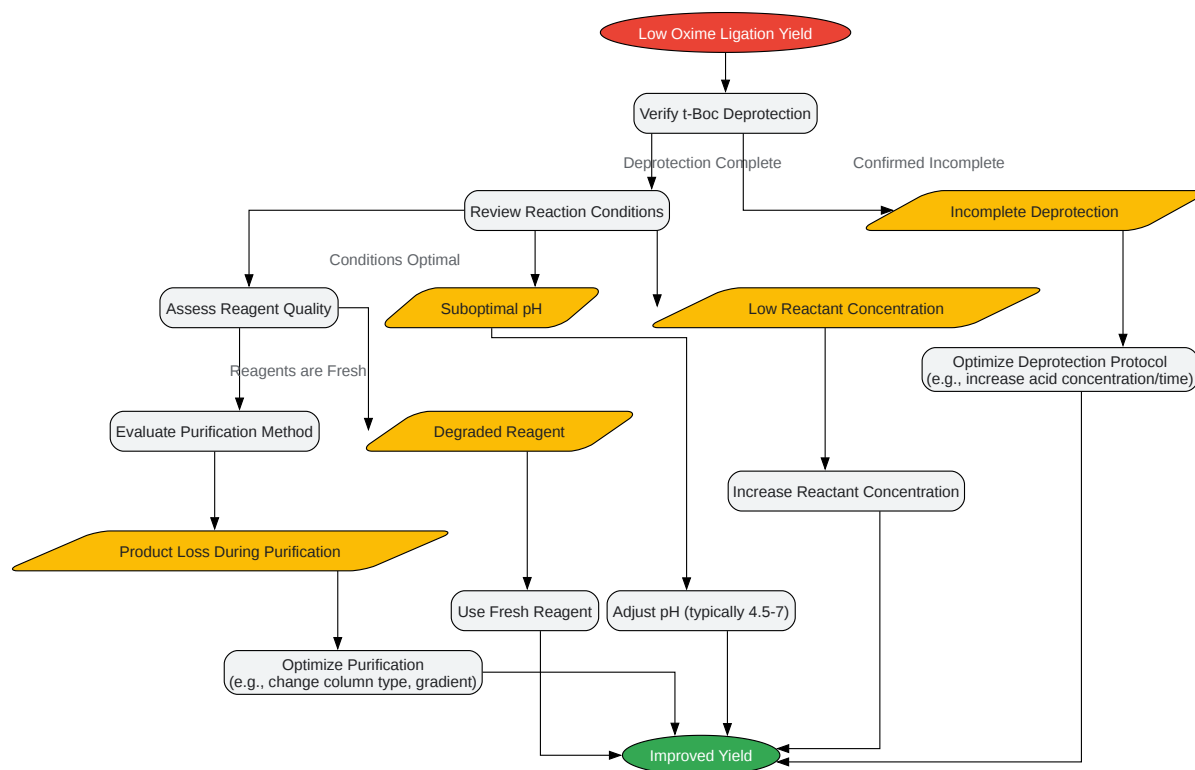 Low Oxime Ligation Yield
Verify t-Boc Deprotection
Deprotection Complete
Confirmed Incomplete
Review Reaction Conditions
Incomplete Deprotection
Conditions Optimal
Assess Reagent Quality
Suboptimal pH
Low Reactant Concentration
Optimize Deprotection Protocol
(e.g., increase acid concentration/time)
Reagents are Fresh
Evaluate Purification Method
Degraded Reagent
Increase Reactant Concentration
Product Loss During Purification
Use Fresh Reagent
Adjust pH (typically 4.5-7)
Optimize Purification
(e.g., change column type, gradient)
Improved Yield